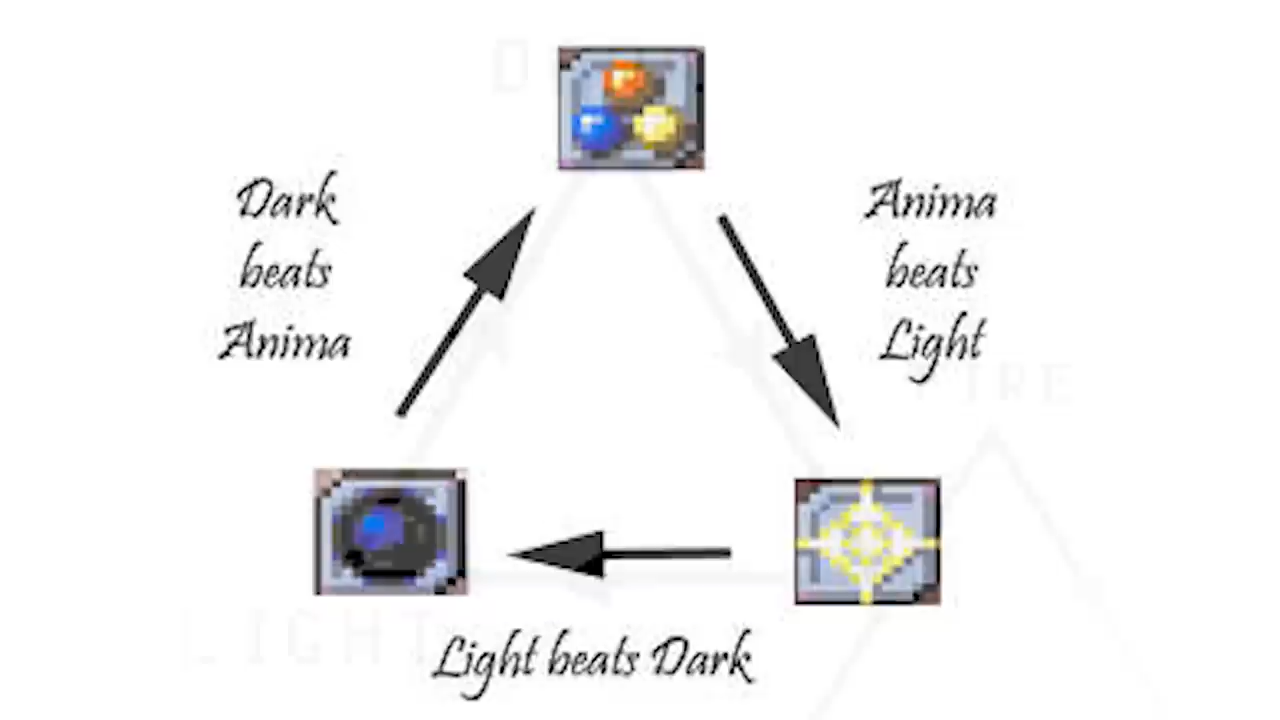 Dark
beats
Anima
Anima
beats
Light
Light beats Dark